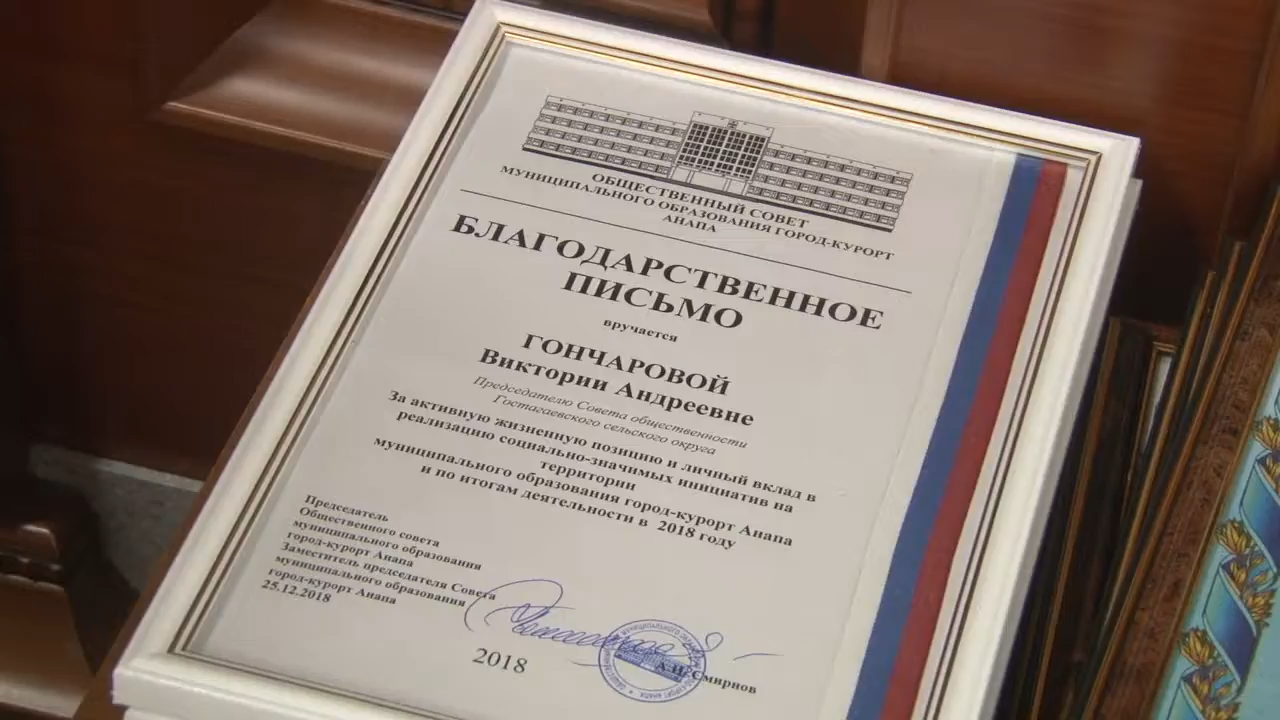 ОБЩЕСТВЕННЫЙ СОВЕТ
МУНИЦИПАЛЬНОГО ОБРАЗОВАНИЯ ГОРОД-КУРОРТ
АНАПА
БЛАГОДАРСТВЕННОЕ
ПИСЬМО
вручается
ГОНЧАРОВОЙ
Виктории Андреевне
Председателю Совета общественности
Гостагаевского сельского округа
За активную жизненную позицию и личный вклад в
реализацию социально-значимых инициатив на
территории
муниципального образования город-курорт Анапа
и по итогам деятельности в 2018 году
Председатель
Общественного совета
муниципального образования
город-курорт Анапа
Заместитель председателя Совета
муниципального образования
город-курорт Анапа
25.12.2018
А.И. Смирнов
2018